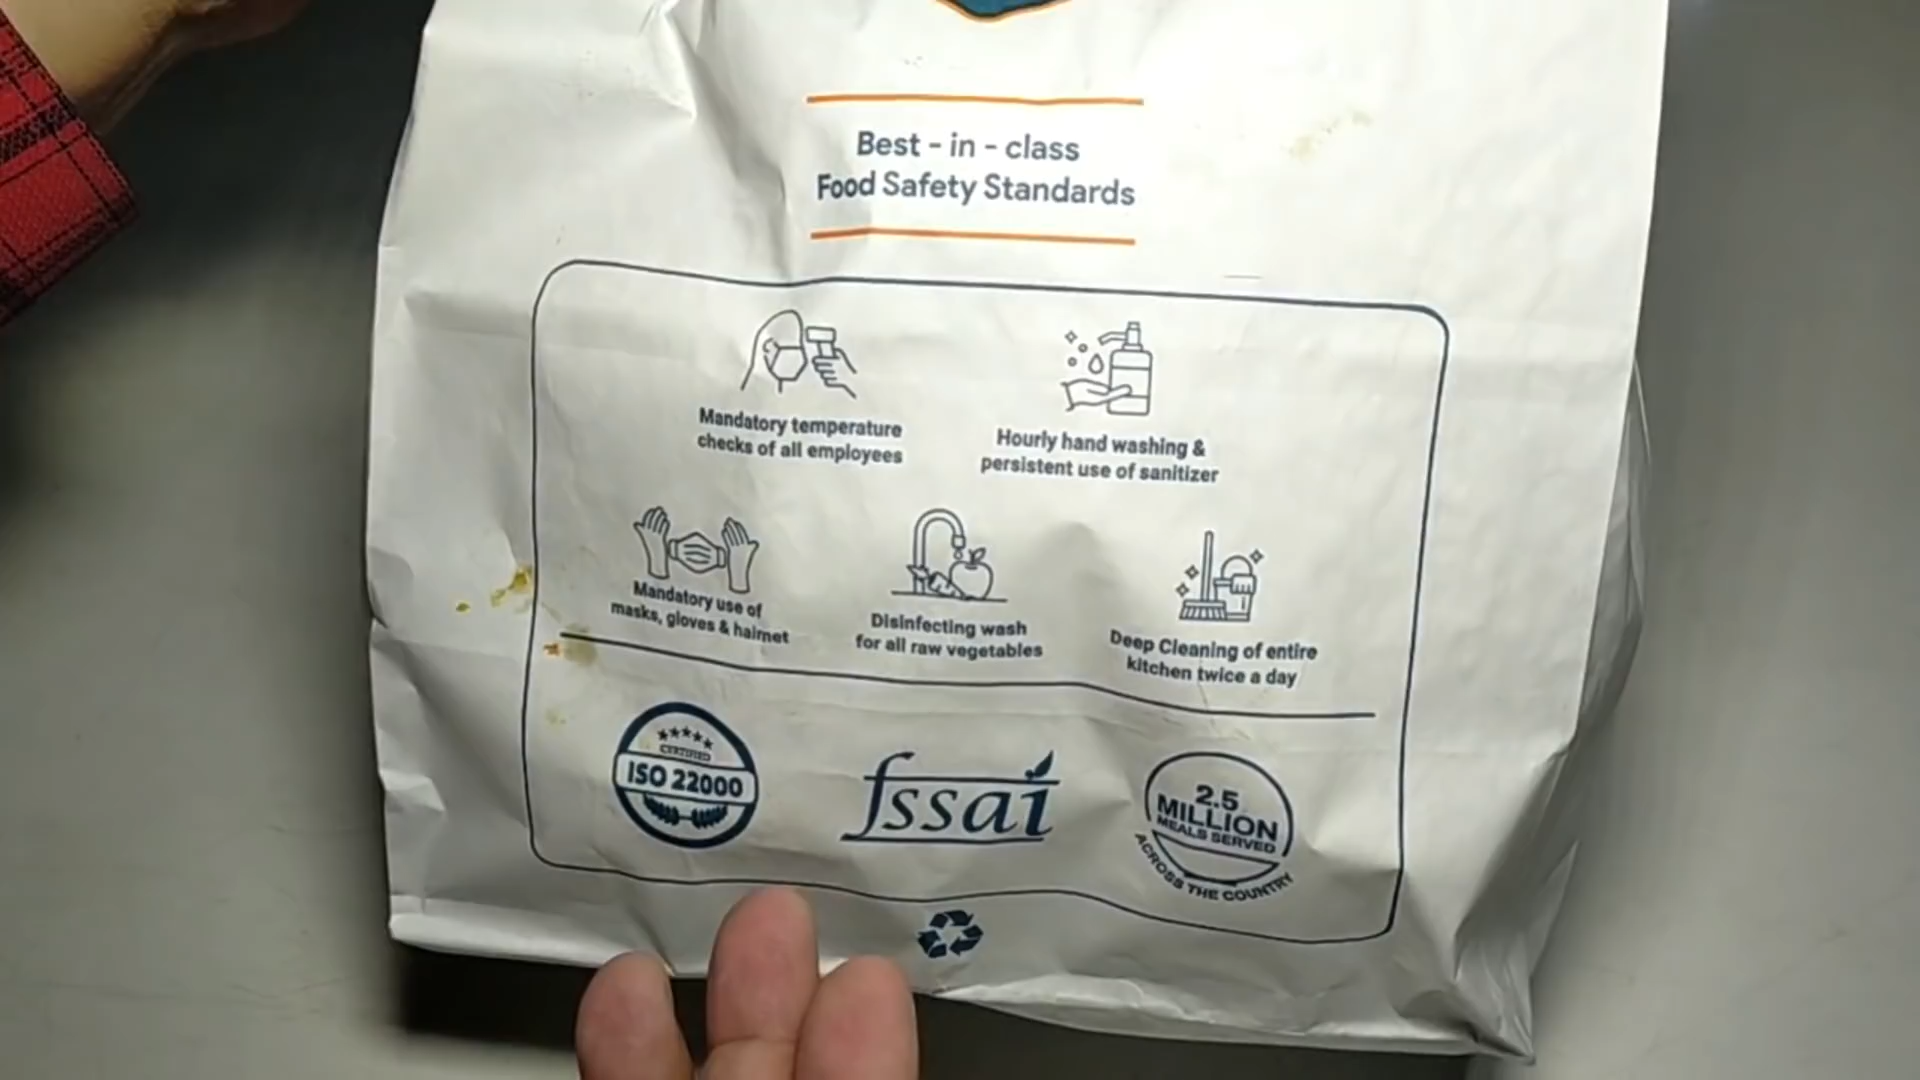 Best - in - class
Food Safety Standards
Mandatory temperature
checks of all employees
Hourly hand washing &
persistent use of sanitizer
Mandatory use of
masks, gloves & hairnet
Disinfecting wash
for all raw vegetables
Deep Cleaning of entire
kitchen twice a day
CERTIFIED
ISO 22000
fssai
2.5
MILLION
MEALS SERVED
ACROSS THE COUNTRY